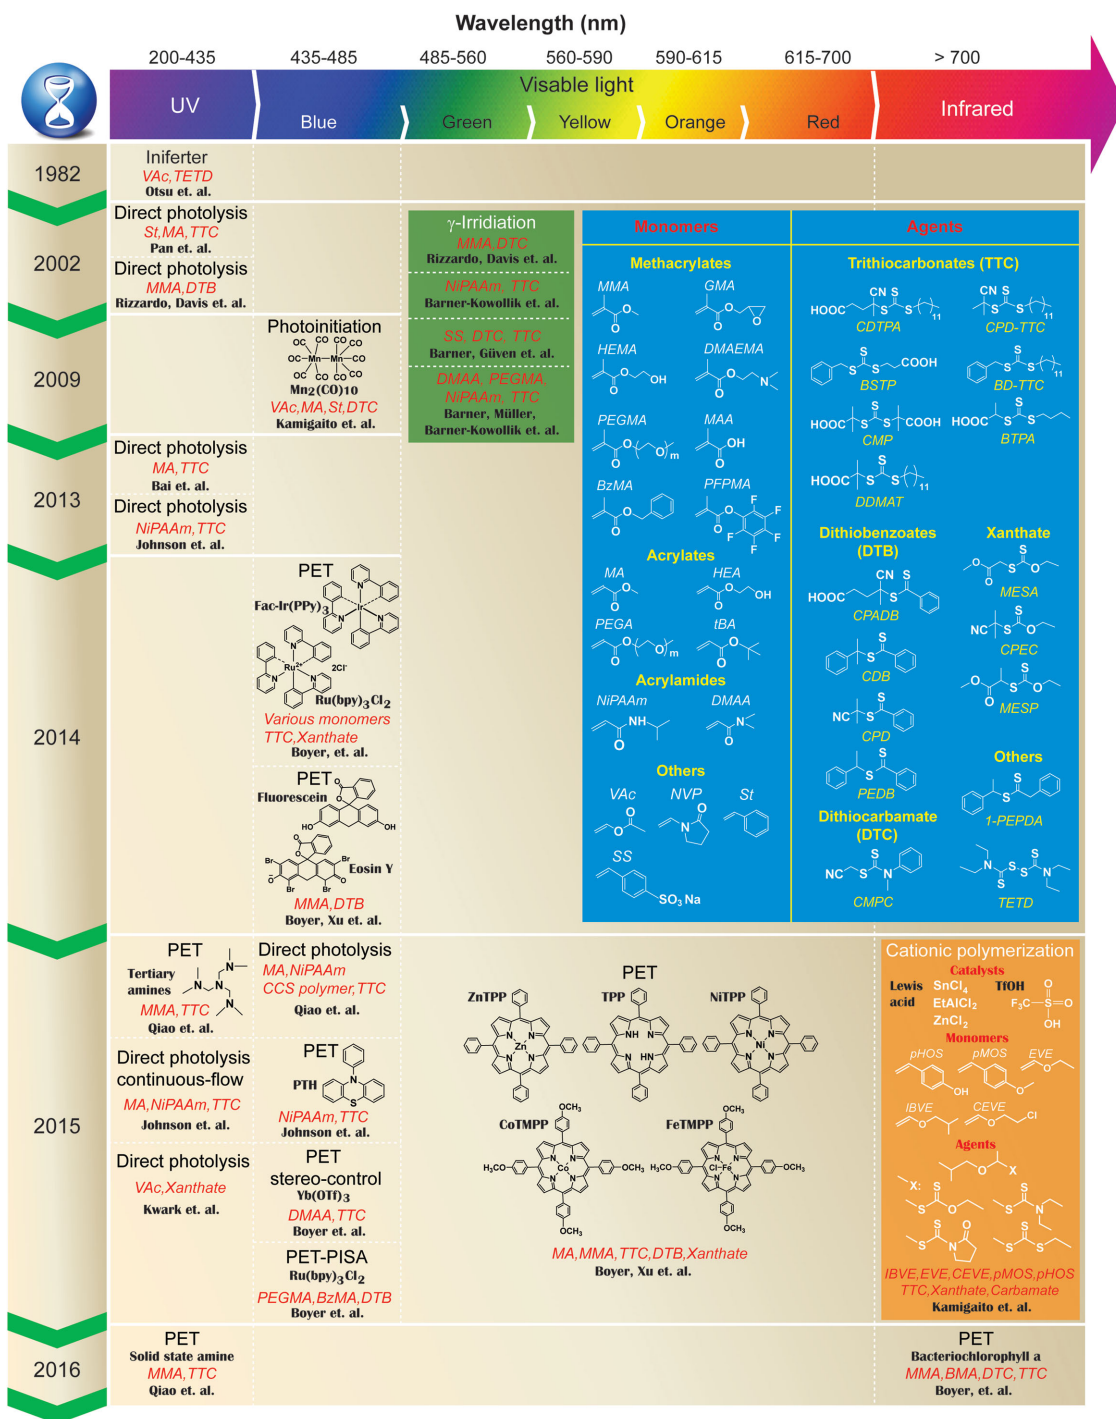 Wavelength (nm)
200-435
435-485
485-560
560-590
590-615
615-700
> 700
Visable light
UV
Blue
Green
Yellow
Orange
Red
Infrared
1982
Iniferter
VAc,TETD
Otsu et. al.
2002
Direct photolysis
St,MA,TTC
Pan et. al.
Direct photolysis
MMA,DTB
Rizzardo, Davis et. al.
γ-Irridiation
MMA,DTC
Rizzardo, Davis et. al.
NiPAAm, TTC
Barner-Kowollik et. al.
SS, DTC, TTC
Barner, Güven et. al.
DMAA, PEGMA,
NiPAAm, TTC
Barner, Müller,
Barner-Kowollik et. al.
2009
Photoinitiation
Mn2(CO)10
VAc,MA,St,DTC
Kamigaito et. al.
2013
Direct photolysis
MA,TTC
Bai et. al.
Direct photolysis
NiPAAm,TTC
Johnson et. al.
2014
PET
Fac-Ir(PPy)3
2Cl-
Ru(bpy)3Cl2
Various monomers
TTC,Xanthate
Boyer, et. al.
PET
Fluorescein
Eosin Y
MMA,DTB
Boyer, Xu et. al.
Monomers
Methacrylates
MMA
GMA
HEMA
DMAEMA
PEGMA
MAA
BzMA
PFPMA
Acrylates
MA
HEA
PEGA
tBA
Acrylamides
NiPAAm
DMAA
Others
VAc
NVP
St
SS
SO3 Na
Agents
Trithiocarbonates (TTC)
CDTPA
CPD-TTC
BSTP
BD-TTC
CMP
BTPA
DDMAT
Dithiobenzoates
(DTB)
CPADB
CDB
CPD
PEDB
Dithiocarbamate
(DTC)
CMPC
Xanthate
MESA
CPEC
MESP
Others
1-PEPDA
TETD
2015
PET
Tertiary
amines
MMA,TTC
Qiao et. al.
Direct photolysis
MA,NiPAAm
CCS polymer,TTC
Qiao et. al.
Direct photolysis
continuous-flow
MA,NiPAm,TTC
Johnson et. al.
PET
PTH
NiPAAm,TTC
Johnson et. al.
Direct photolysis
VAc,Xanthate
Kwark et. al.
PET
stereo-control
Yb(OTf)3
DMAA,TTC
Boyer et. al.
PET-PISA
Ru(bpy)3Cl2
PEGMA,BzMA,DTB
Boyer et. al.
PET
ZnTPP
TPP
NiTPP
CoTMPP
FeTMPP
MA,MMA,TTC,DTB,Xanthate
Boyer, Xu et. al.
Cationic polymerization
Catalysts
Lewis
acid
SnCl4
EtAlCl2
ZnCl2
TfOH
Monomers
pHOS
pMOS
EVE
IBVE
CEVE
Agents
X:
IBVE,EVE,CEVE,pMOS,pHOS
TTC,Xanthate,Carbamate
Kamigaito et. al.
2016
PET
Solid state amine
MMA,TTC
Qiao et. al.
PET
Bacteriochlorophyll a
MMA,BMA,DTC,TTC
Boyer, et. al.